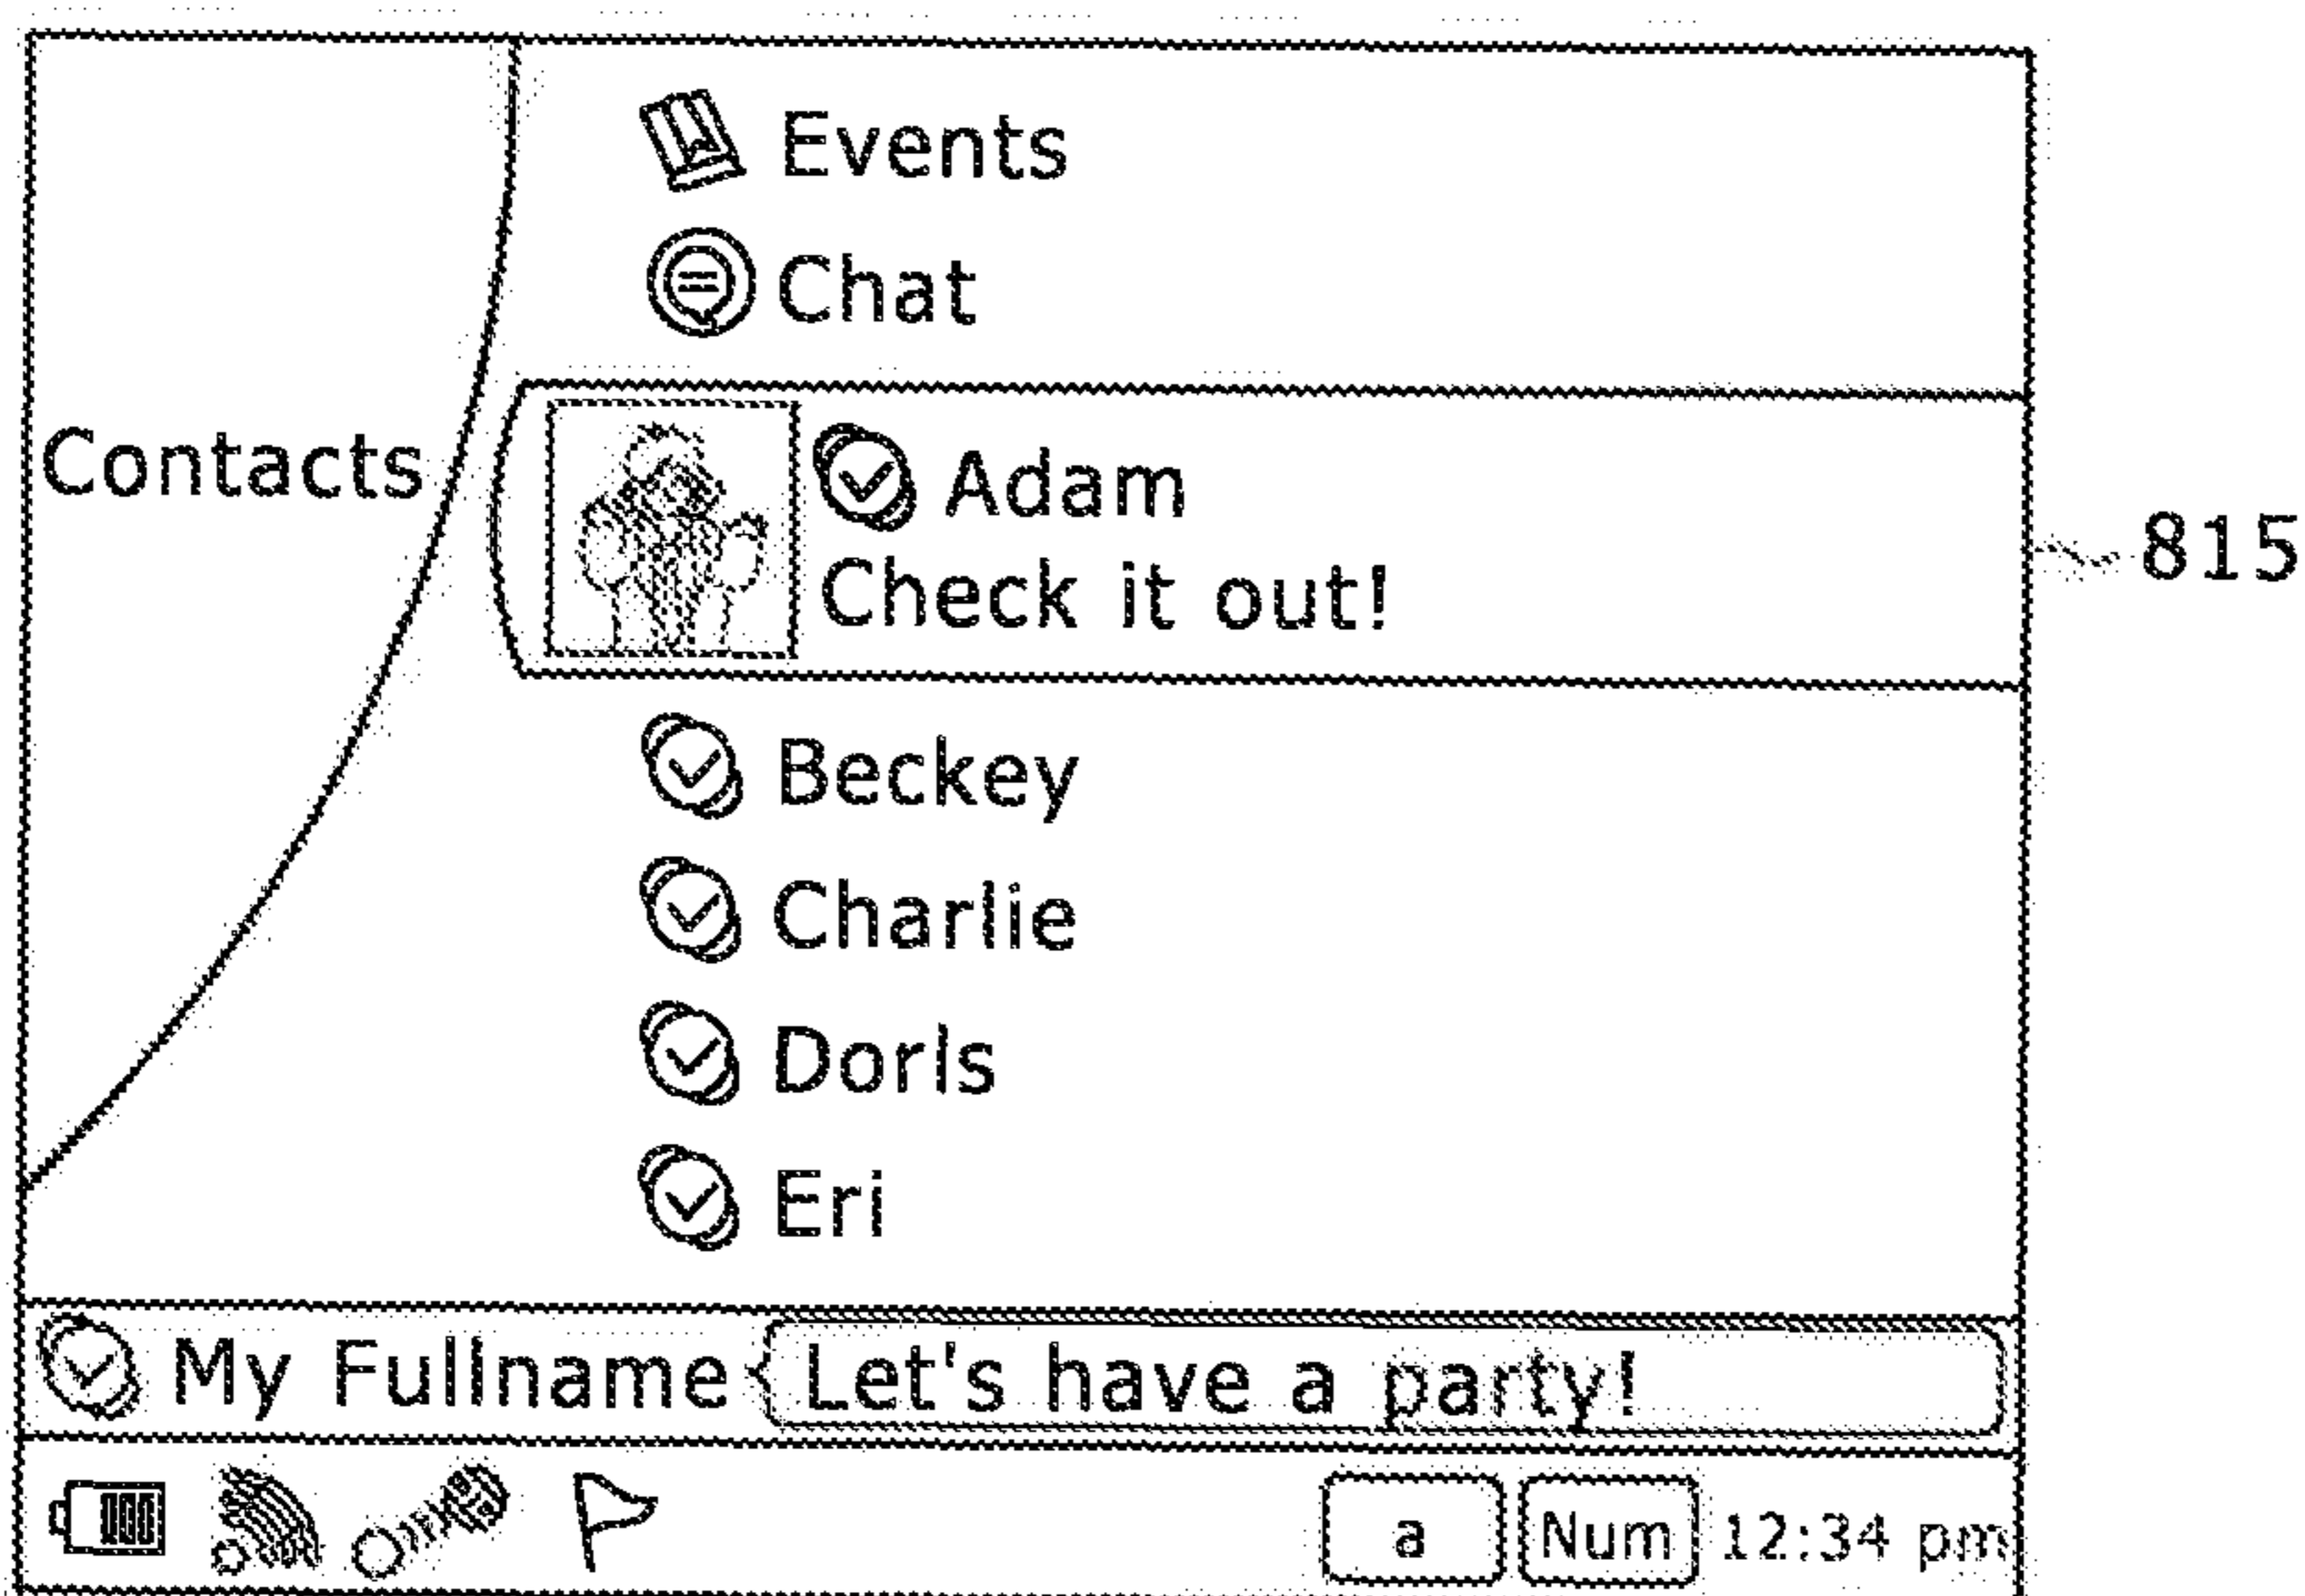 Events
Chat
Contacts
Adam
Check it out!
815
Beckey
Charlie
Dorls
Eri
My Fullname Let's have a party!
a Num 12:34 pm